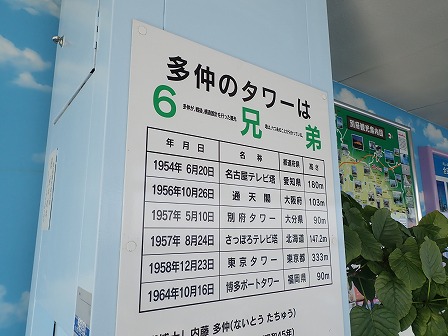 多仲のタワーは
6 兄 弟
年月日 名称 都道府県 高さ
1954年 6月20日 名古屋テレビ塔 愛知県 180m
1956年10月26日 通天閣 大阪府 103m
1957年 5月10日 別府タワー 大分県 90m
1957年 8月24日 さっぽろテレビ塔 北海道 147.2m
1958年12月23日 東京タワー 東京都 333m
1964年10月16日 博多ポートタワー 福岡県 90m
内藤 多仲(ないとう たちゅう)
別府観光案内図